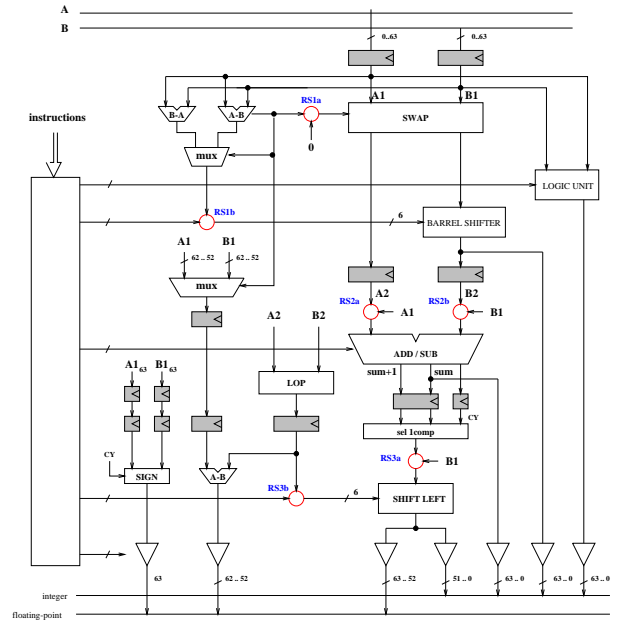 A
B
0..63
0..63
A1
B1
RS1a
instructions
B-A
A-B
SWAP
0
mux
LOGIC UNIT
RS1b
6
BARREL SHIFTER
A1
B1
62 .. 52
62 .. 52
mux
A2
B2
RS2a
A1
RS2b
B1
A2
B2
ADD / SUB
A1 63
B1 63
sum+1
sum
LOP
CY
sel 1comp
CY
RS3a
B1
SIGN
A-B
RS3b
6
SHIFT LEFT
63
62 .. 52
63 .. 52
51 .. 0
63 .. 0
63 .. 0
63 .. 0
integer
floating-point